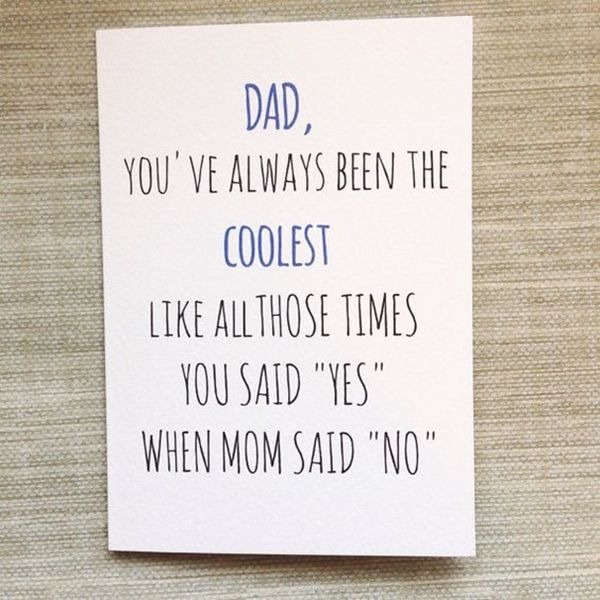 DAD,
YOU'VE ALWAYS BEEN THE
COOLEST
LIKE ALL THOSE TIMES
YOU SAID "YES"
WHEN MOM SAID "NO"